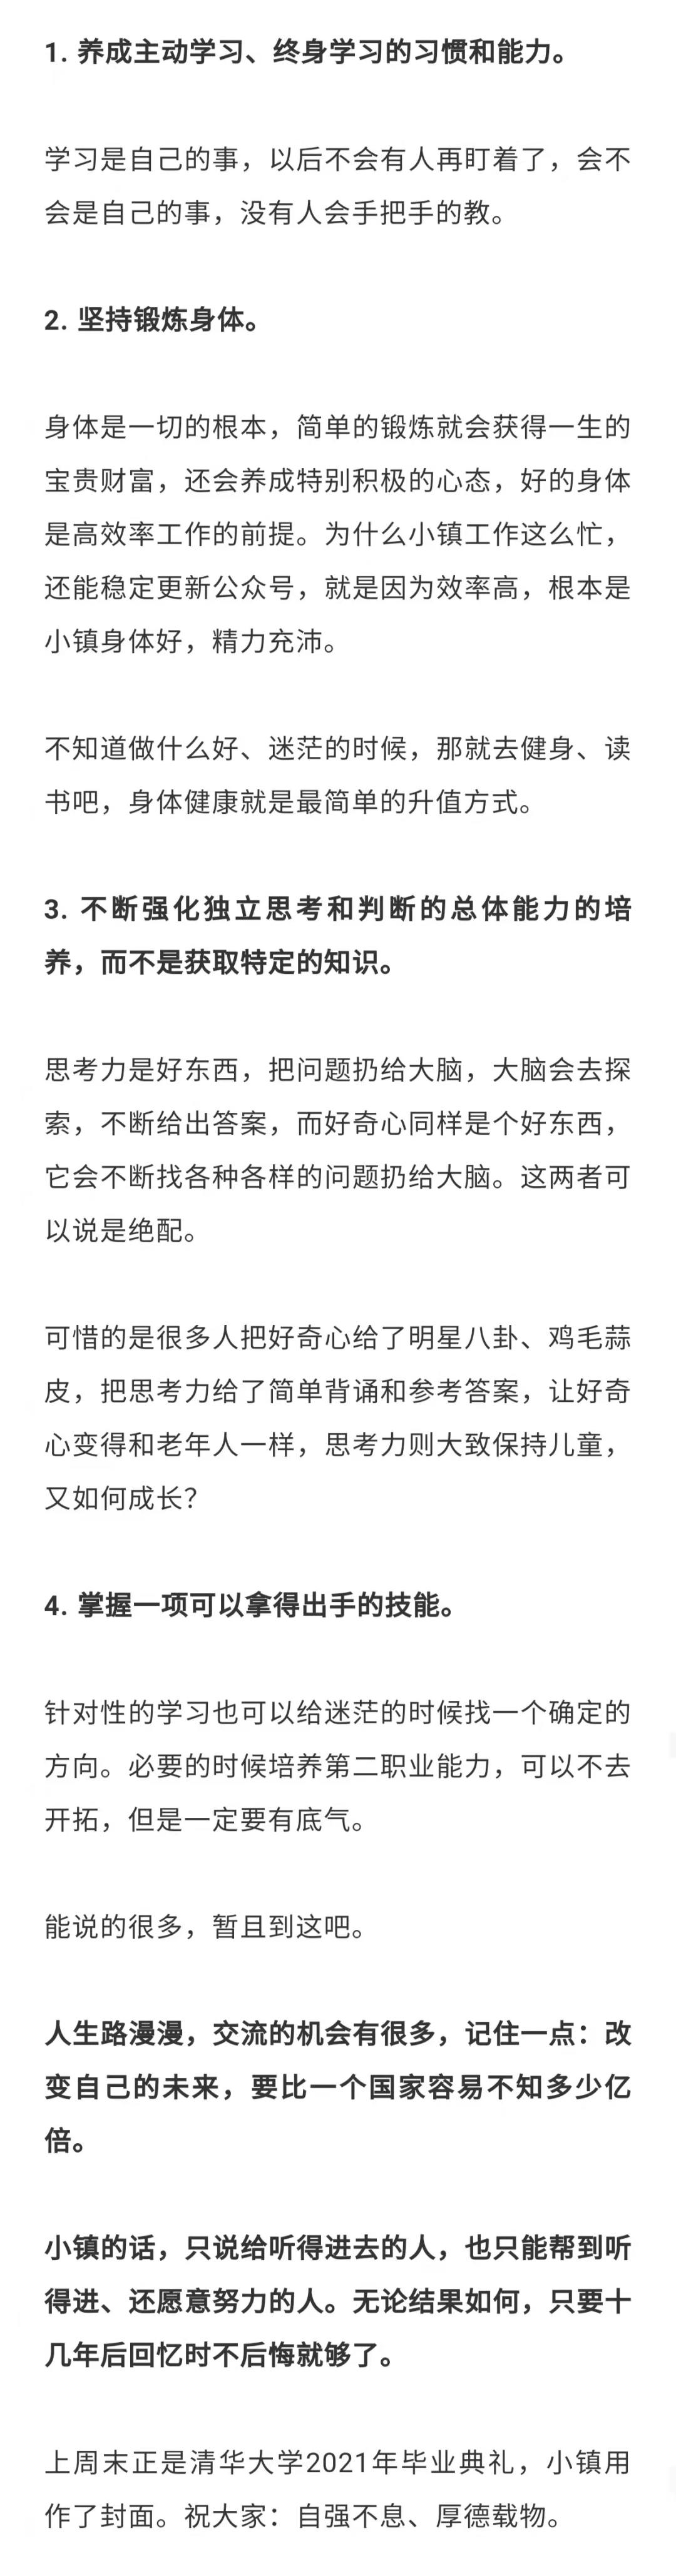 1. 养成主动学习、终身学习的习惯和能力。
学习是自己的事，以后不会有人再盯着了，会不
会是自己的事，没有人会手把手的教。
2. 坚持锻炼身体。
身体是一切的根本，简单的锻炼就会获得一生的
宝贵财富，还会养成特别积极的心态，好的身体
是高效率工作的前提。为什么小镇工作这么忙，
还能稳定更新公众号，就是因为效率高，根本是
小镇身体好，精力充沛。
不知道做什么好、迷茫的时候，那就去健身、读
书吧，身体健康就是最简单的升值方式。
3. 不断强化独立思考和判断的总体能力的培
养，而不是获取特定的知识。
思考力是好东西，把问题扔给大脑，大脑会去探
索，不断给出答案，而好奇心同样是个好东西，
它会不断找各种各样的问题扔给大脑。这两者可
以说是绝配。
可惜的是很多人把好奇心给了明星八卦、鸡毛蒜
皮，把思考力给了简单背诵和参考答案，让好奇
心变得和老年人一样，思考力则大致保持儿童，
又如何成长？
4. 掌握一项可以拿得出手的技能。
针对性的学习也可以给迷茫的时候找一个确定的
方向。必要的时候培养第二职业能力，可以不去
开拓，但是一定要有底气。
能说的很多，暂且到这吧。
人生路漫漫，交流的机会有很多，记住一点：改
变自己的未来，要比一个国家容易不知多少亿
倍。
小镇的话，只说给听得进去的人，也只能帮到听
得进、还愿意努力的人。无论结果如何，只要十
几年后回忆时不后悔就够了。
上周末正是清华大学2021年毕业典礼，小镇用
作了封面。祝大家：自强不息、厚德载物。